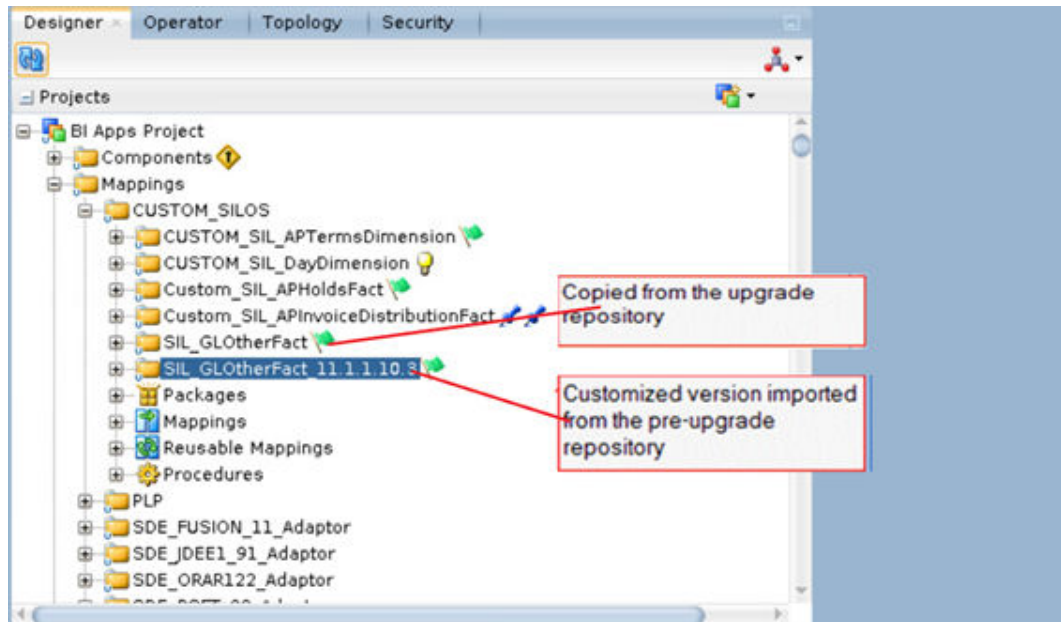 Designer Operator Topology Security
Projects
BI Apps Project
Components
Mappings
CUSTOM_SILOS
CUSTOM_SIL_APTermsDimension
CUSTOM_SIL_DayDimension
Custom_SIL_APHoldsFact
Custom_SIL_APInvoiceDistributionFact
SIL_GLOtherFact
SIL_GLOtherFact_11.1.1.10.3
Packages
Mappings
Reusable Mappings
Procedures
PLP
SDE_FUSION_11_Adaptor
SDE_JDEE1_91_Adaptor
SDE_ORAR122_Adaptor
Copied from the upgrade
repository
Customized version imported
from the pre-upgrade
repository